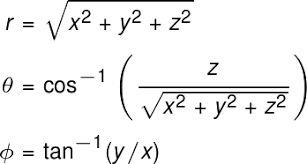 r = √(x² + y² + z²)
θ = cos⁻¹ (z / √(x² + y² + z²))
ϕ = tan⁻¹(y/x)